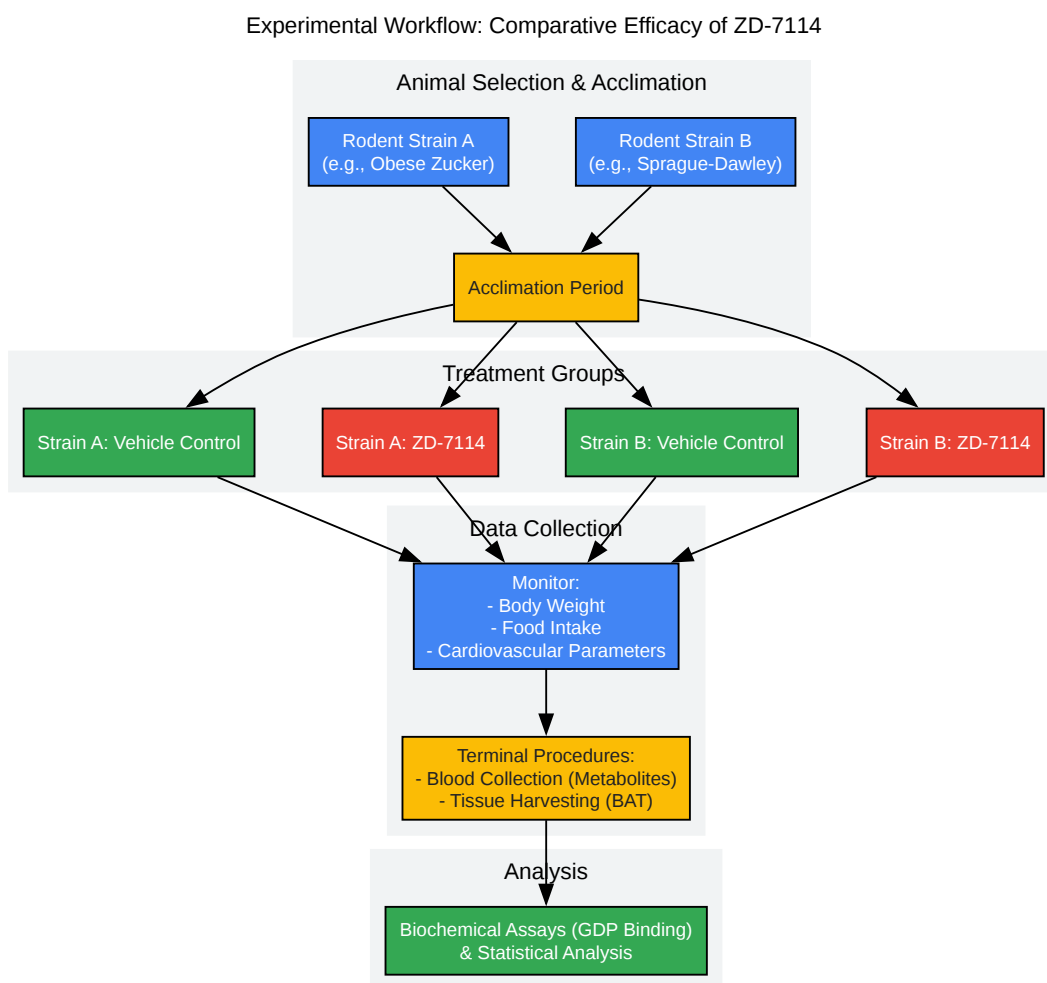 Experimental Workflow: Comparative Efficacy of ZD-7114
Animal Selection & Acclimation
Rodent Strain A
(e.g., Obese Zucker)
Rodent Strain B
(e.g., Sprague-Dawley)
Acclimation Period
Treatment Groups
Strain A: Vehicle Control
Strain A: ZD-7114
Strain B: Vehicle Control
Strain B: ZD-7114
Data Collection
Monitor:
- Body Weight
- Food Intake
- Cardiovascular Parameters
Terminal Procedures:
- Blood Collection (Metabolites)
- Tissue Harvesting (BAT)
Analysis
Biochemical Assays (GDP Binding)
& Statistical Analysis